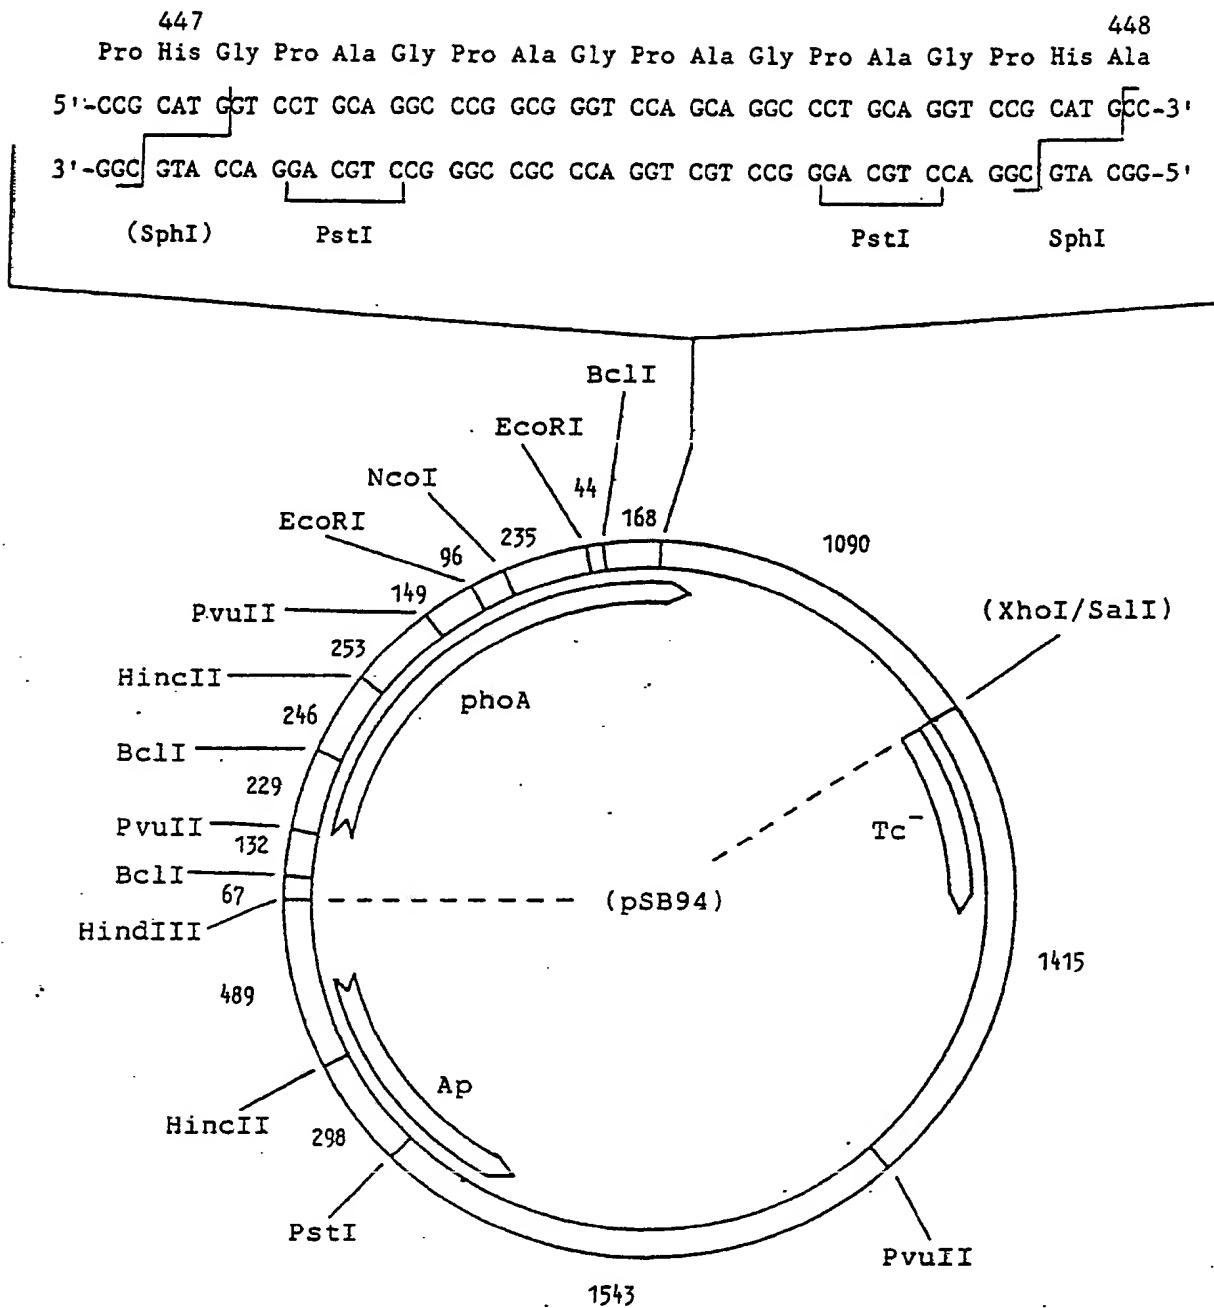 447 448
Pro His Gly Pro Ala Gly Pro Ala Gly Pro Ala Gly Pro Ala Gly Pro His Ala
5'-CCG CAT GGT CCT GCA GGC CCG GCG GGT CCA GCA GGC CCT GCA GGT CCG CAT GCC-3'
3'-GGC GTA CCA GGA CGT CCG GGC CGC CCA GGT CGT CCG GGA CGT CCA GGC GTA CGG-5'
(SphI) PstI PstI SphI
BclI
EcoRI
NcoI
44
EcoRI
235
168
1090
96
149
PvuII
(XhoI/SalI)
253
HincII
phoA
246
BclI
229
PvuII
Tc-
132
BclI
67
(pSB94)
HindIII
1415
489
Ap
HincII
298
PstI
PvuII
1543